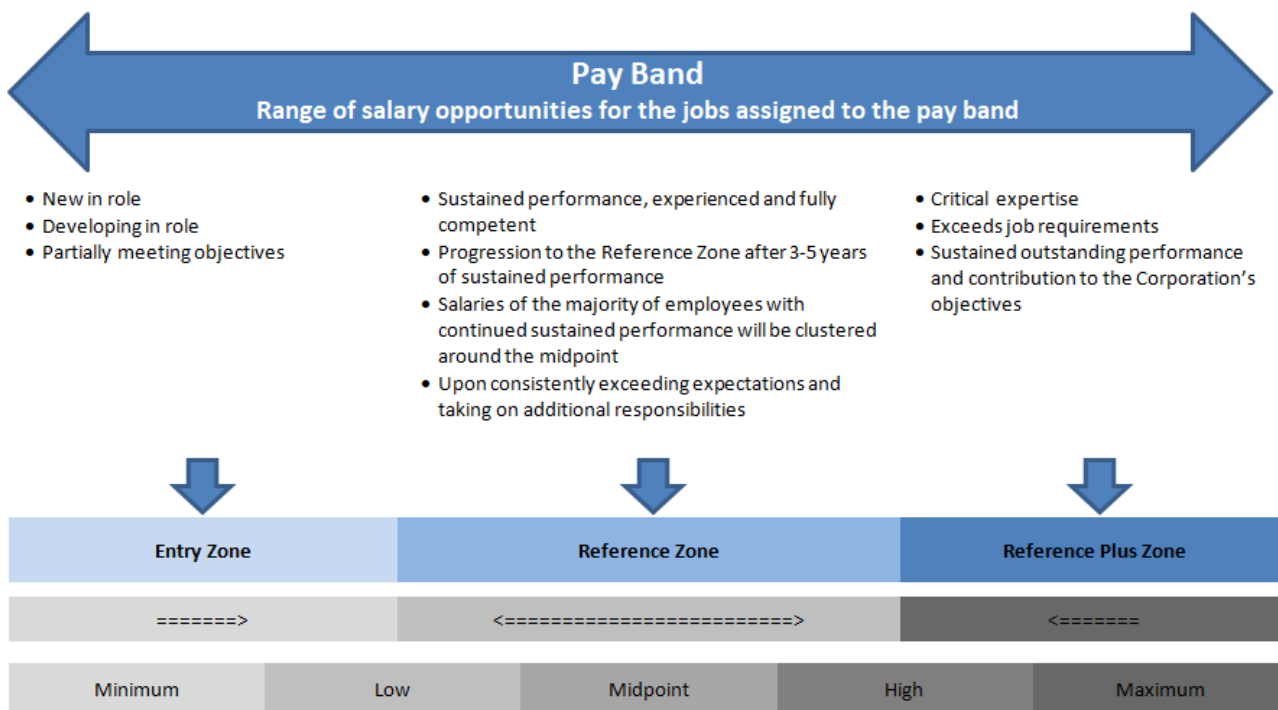 Pay Band
Range of salary opportunities for the jobs assigned to the pay band
• New in role
• Developing in role
• Partially meeting objectives
• Sustained performance, experienced and fully
competent
• Progression to the Reference Zone after 3-5 years
of sustained performance
• Salaries of the majority of employees with
continued sustained performance will be clustered
around the midpoint
• Upon consistently exceeding expectations and
taking on additional responsibilities
• Critical expertise
• Exceeds job requirements
• Sustained outstanding performance
and contribution to the Corporation's
objectives
Entry Zone
Reference Zone
Reference Plus Zone
=======>
<=========================>
<=======
Minimum
Low
Midpoint
High
Maximum